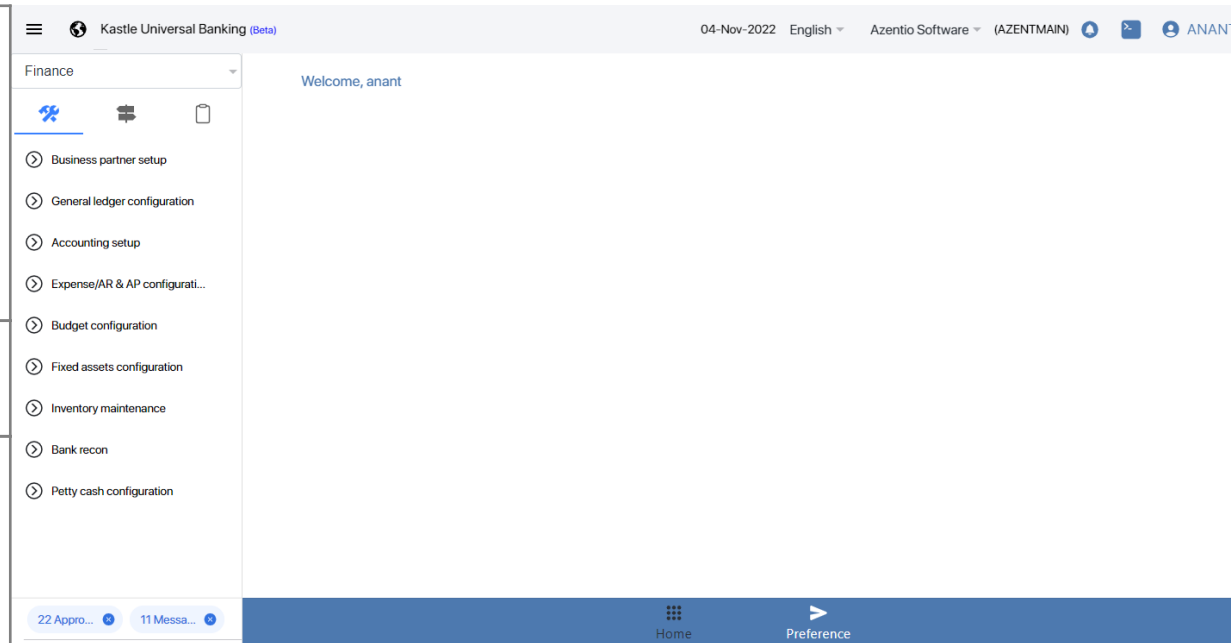 Kastle Universal Banking (Beta)
04-Nov-2022 English Azentio Software (AZENTMAIN) >_ ANANT
Finance
Welcome, anant
Business partner setup
General ledger configuration
Accounting setup
Expense/AR & AP configurati...
Budget configuration
Fixed assets configuration
Inventory maintenance
Bank recon
Petty cash configuration
22 Appro... 11 Messa...
Home Preference